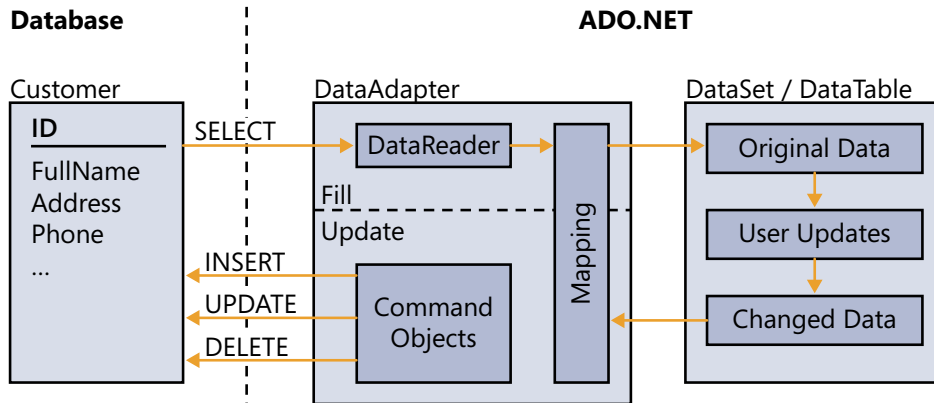 Database
ADO.NET
Customer
ID
FullName
Address
Phone
...
SELECT
INSERT
UPDATE
DELETE
DataAdapter
DataReader
Fill
Update
Command
Objects
Mapping
DataSet / DataTable
Original Data
User Updates
Changed Data